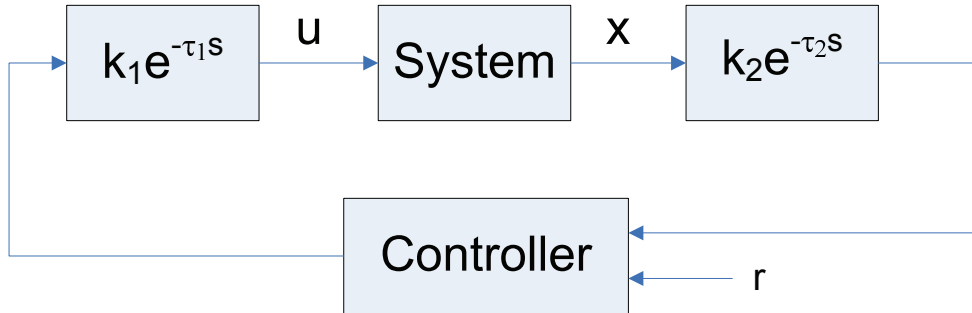 k₁e^-τ₁s
u
System
x
k₂e^-τ₂s
Controller
r